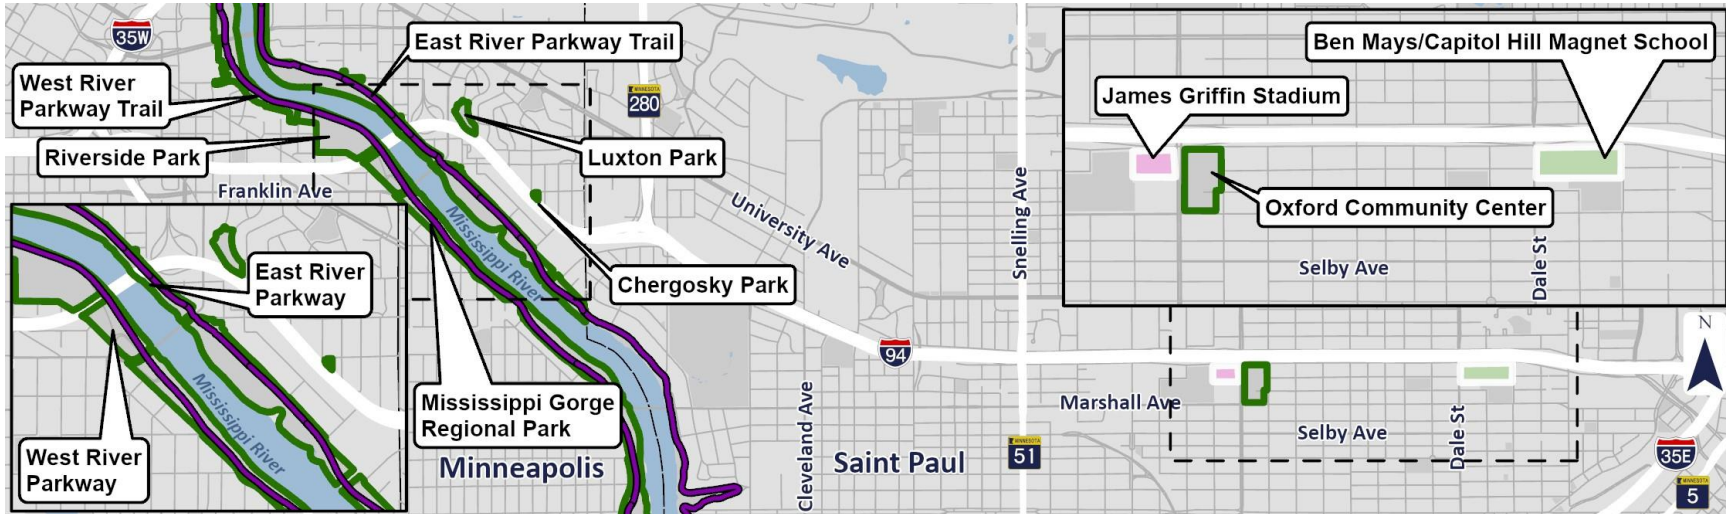 35W
East River Parkway Trail
West River
Parkway Trail
MINNESOTA
280
Riverside Park
Luxton Park
Franklin Ave
University Ave
Mississippi River
Snelling Ave
Chergosky Park
East River
Parkway
Mississippi River
West River
Parkway
Mississippi Gorge
Regional Park
Minneapolis
94
Cleveland Ave
Saint Paul
MINNESOTA
51
Ben Mays/Capitol Hill Magnet School
James Griffin Stadium
Oxford Community Center
Selby Ave
Dale St
Marshall Ave
Selby Ave
Dale St
N
35E
MINNESOTA
5